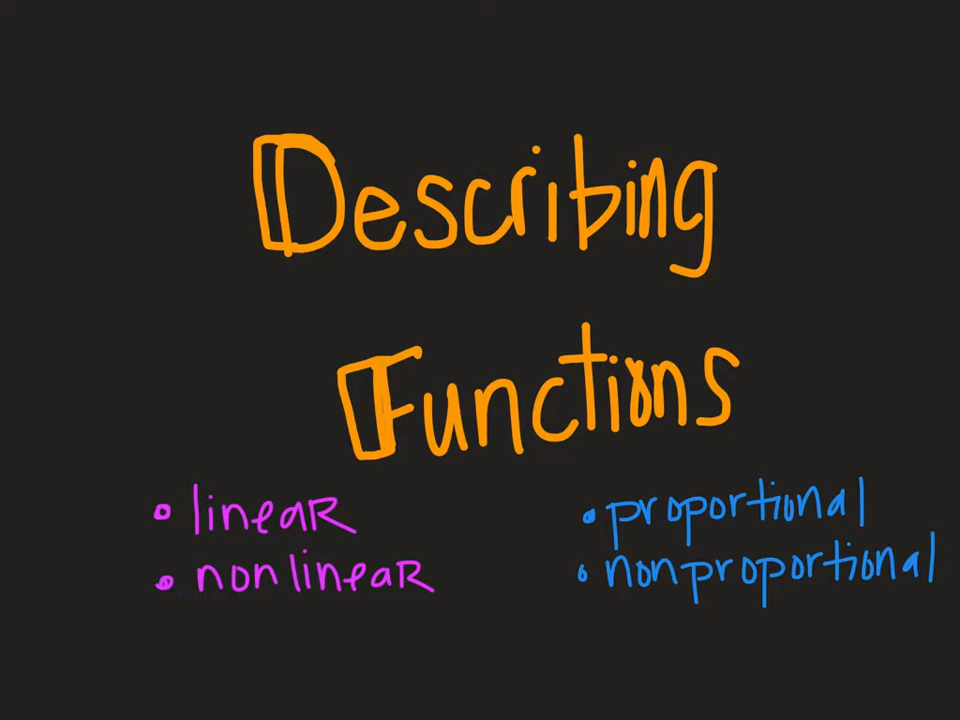 Describing
Functions
• linear
• nonlinear
• proportional
• nonproportional